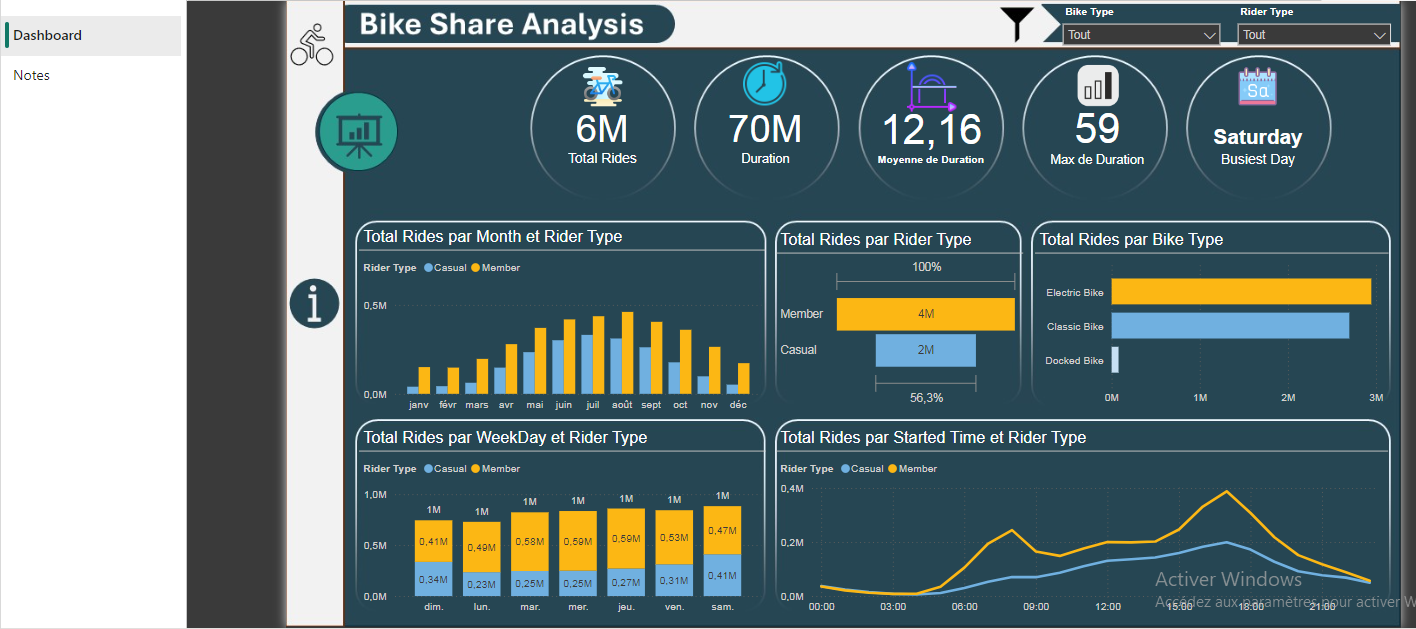 Dashboard
Notes
Bike Share Analysis
Bike Type
Tout
Rider Type
Tout
6M
Total Rides
70M
Duration
12,16
Moyenne de Duration
59
Max de Duration
Sa
Saturday
Busiest Day
i
Total Rides par Month et Rider Type
Rider Type Casual Member
0,5M
0,0M
janv févr mars avr mai juin juil août sept oct nov déc
Total Rides par Rider Type
100%
Member 4M
Casual 2M
56,3%
Total Rides par Bike Type
Electric Bike
Classic Bike
Docked Bike
0M 1M 2M 3M
Total Rides par WeekDay et Rider Type
Rider Type Casual Member
1,0M
0,5M
0,0M
1M 1M 1M 1M 1M 1M 1M
0,41M 0,49M 0,58M 0,59M 0,59M 0,53M 0,47M
0,34M 0,23M 0,25M 0,25M 0,27M 0,31M 0,41M
dim. lun. mar. mer. jeu. ven. sam.
Total Rides par Started Time et Rider Type
Rider Type Casual Member
0,4M
0,2M
0,0M
00:00 03:00 06:00 09:00 12:00 15:00 18:00 21:00
Activer Windows
Accédez aux paramètres pour activer W